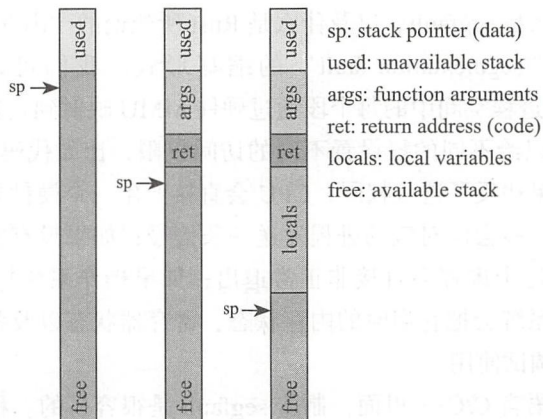 used
free
sp
used
args
ret
free
sp
used
args
ret
locals
free
sp
sp: stack pointer (data)
used: unavailable stack
args: function arguments
ret: return address (code)
locals: local variables
free: available stack